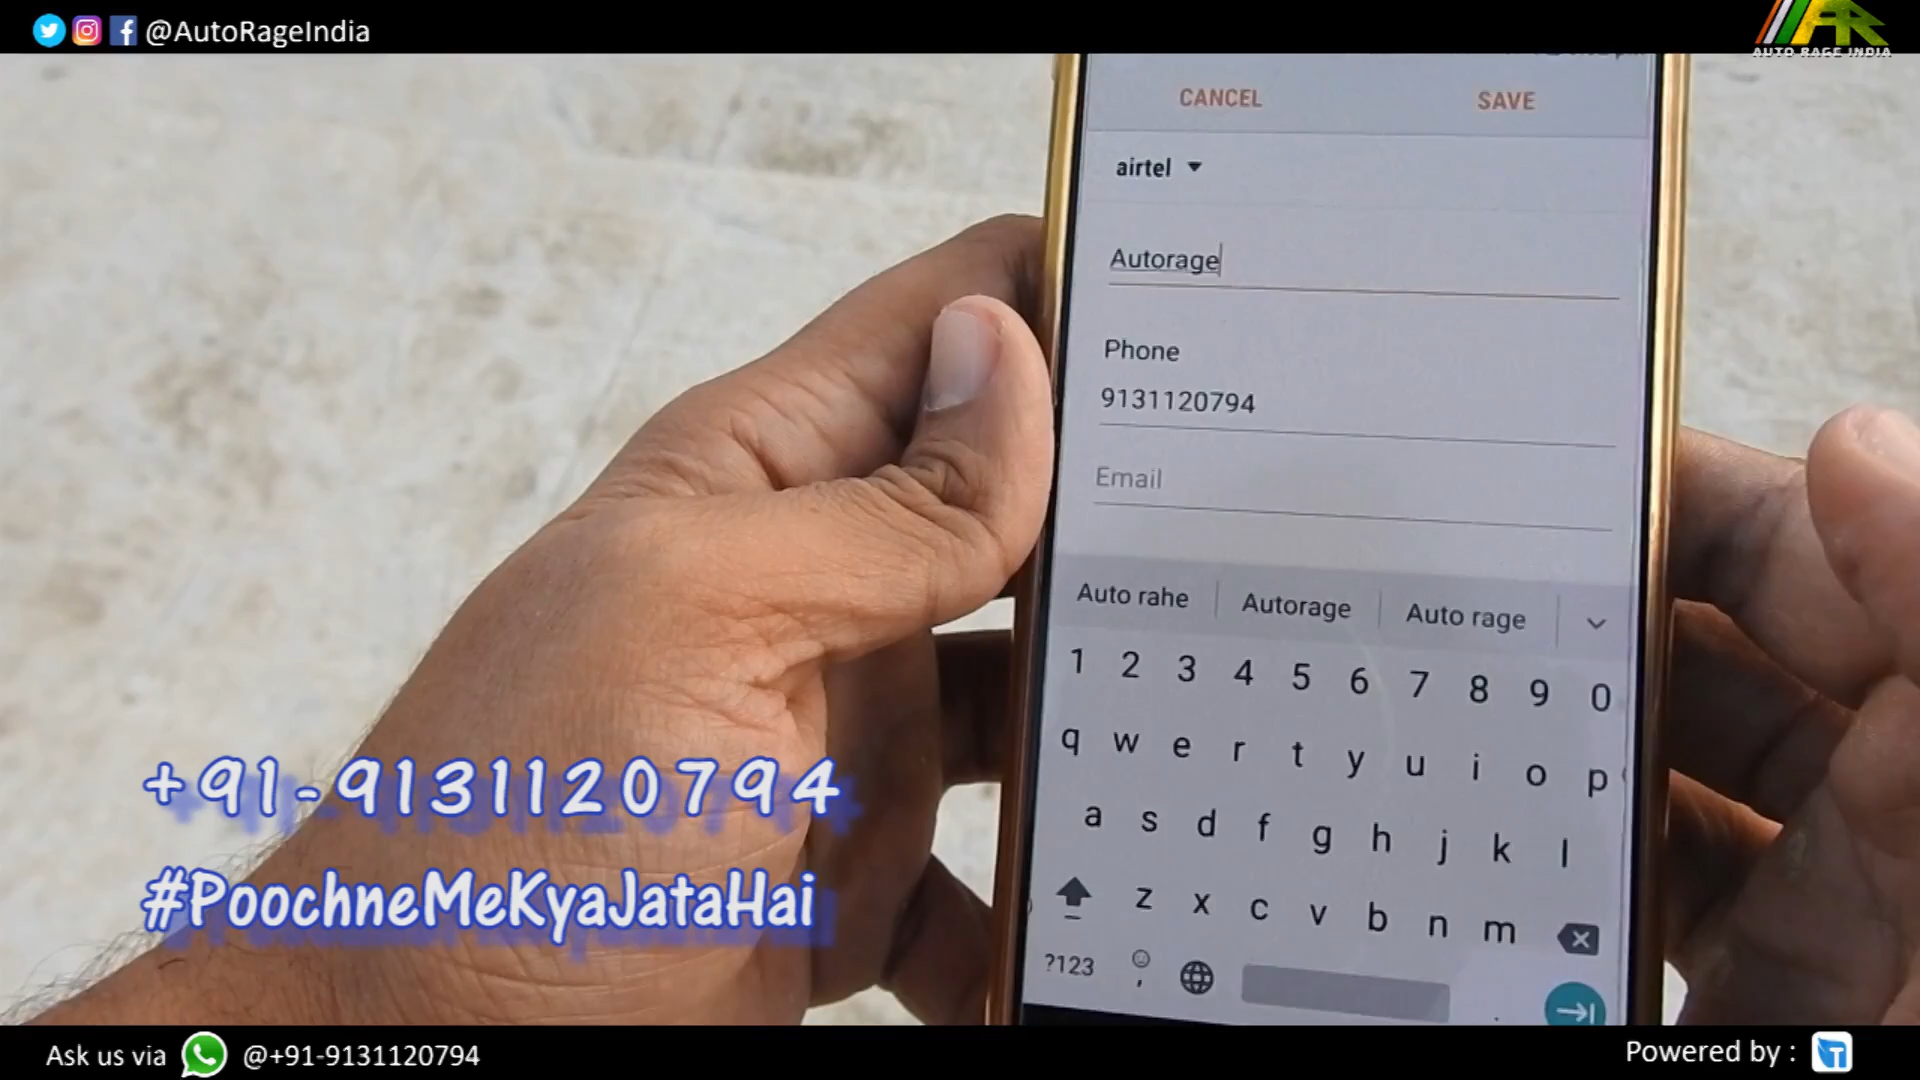 @AutoRageIndia
AUTO RAGE INDIA
CANCEL SAVE
airtel
Autorage
Phone
9131120794
Email
Auto rahe Autorage Auto rage
1 2 3 4 5 6 7 8 9 0
q w e r t y u i o p
a s d f g h j k l
z x c v b n m
?123 , .
+91-9131120794
#PoochneMeKyaJataHai
Ask us via @+91-9131120794
Powered by :